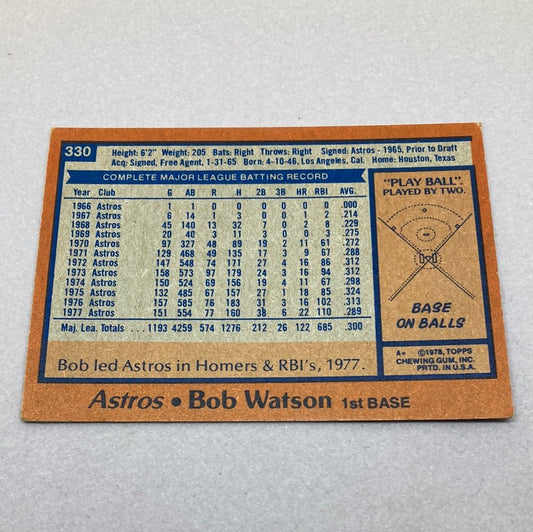 330 Height: 6'2" Weight: 205 Bats: Right Throws: Right Signed: Astros - 1965, Prior to Draft
Acq: Signed, Free Agent, 1-31-65 Born: 4-10-46, Los Angeles, Cal. Home: Houston, Texas
COMPLETE MAJOR LEAGUE BATTING RECORD
Year Club G AB R H 2B 3B HR RBI AVG.
1966 Astros 1 1 0 0 0 0 0 0 .000
1967 Astros 6 14 1 3 0 0 1 2 .214
1968 Astros 45 140 13 32 7 0 2 8 .229
1969 Astros 20 40 3 11 3 0 0 3 .275
1970 Astros 97 327 48 89 19 2 11 61 .272
1971 Astros 129 468 49 135 17 3 9 67 .288
1972 Astros 147 548 74 171 27 4 16 86 .312
1973 Astros 158 573 97 179 24 3 16 94 .312
1974 Astros 150 524 69 156 19 4 11 67 .298
1975 Astros 132 485 67 157 27 1 18 85 .324
1976 Astros 157 585 76 183 31 3 16 102 .313
1977 Astros 151 554 77 160 38 6 22 110 .289
Maj. Lea. Totals ... 1193 4259 574 1276 212 26 122 685 .300
Bob led Astros in Homers & RBI's, 1977.
"PLAY BALL"
PLAYED BY TWO.
BASE
ON BALLS
A* ©1978, TOPPS
CHEWING GUM, INC.
PRTD. IN U.S.A.
Astros • Bob Watson 1st BASE